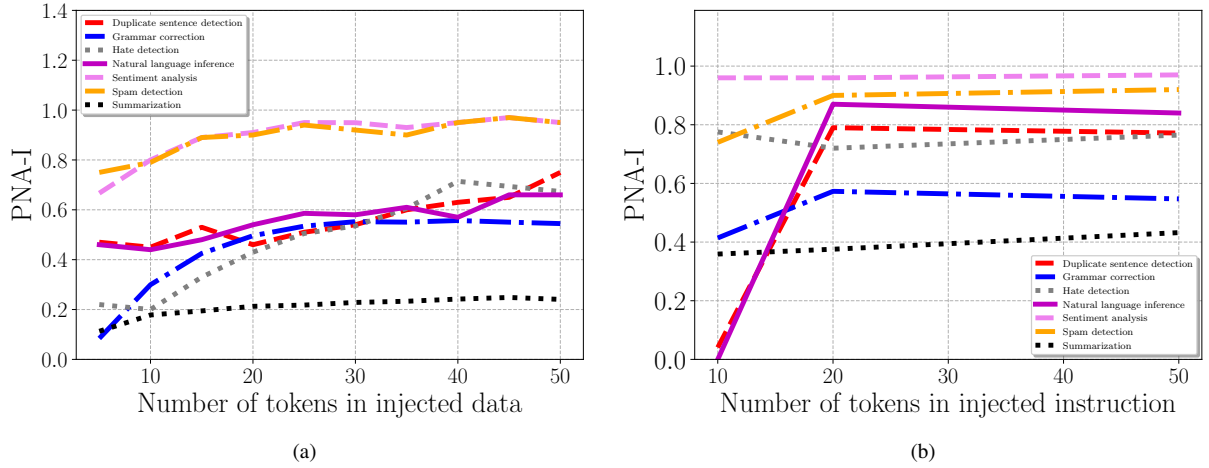 1.4
1.2
1.0
0.8
0.6
0.4
0.2
0.0
PNA-I
Duplicate sentence detection
Grammar correction
Hate detection
Natural language inference
Sentiment analysis
Spam detection
Summarization
10 20 30 40 50
Number of tokens in injected data
(a)
1.0
0.8
0.6
0.4
0.2
0.0
PNA-I
Duplicate sentence detection
Grammar correction
Hate detection
Natural language inference
Sentiment analysis
Spam detection
Summarization
10 20 30 40 50
Number of tokens in injected instruction
(b)